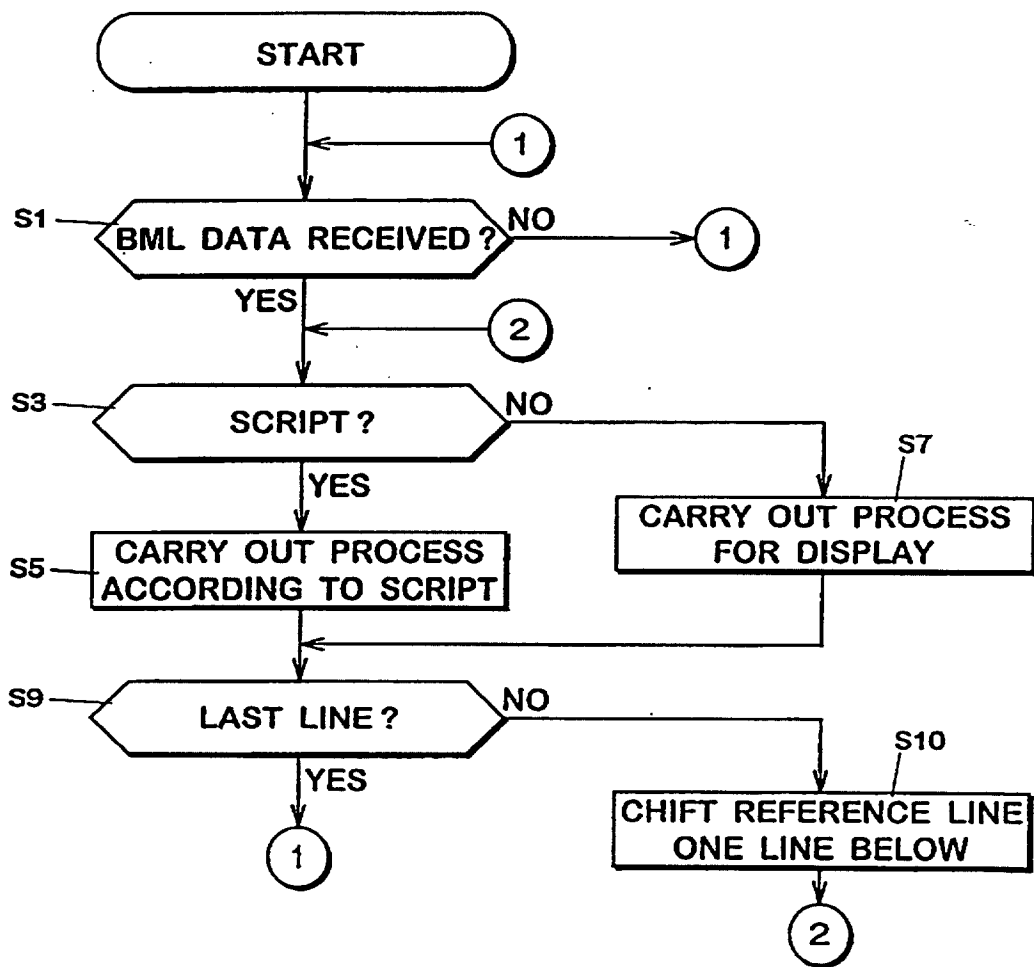 START
1
S1
BML DATA RECEIVED?
NO
1
YES
2
S3
SCRIPT?
NO
YES
S7
CARRY OUT PROCESS
FOR DISPLAY
S5
CARRY OUT PROCESS
ACCORDING TO SCRIPT
S9
LAST LINE?
NO
YES
S10
CHIFT REFERENCE LINE
ONE LINE BELOW
1
2